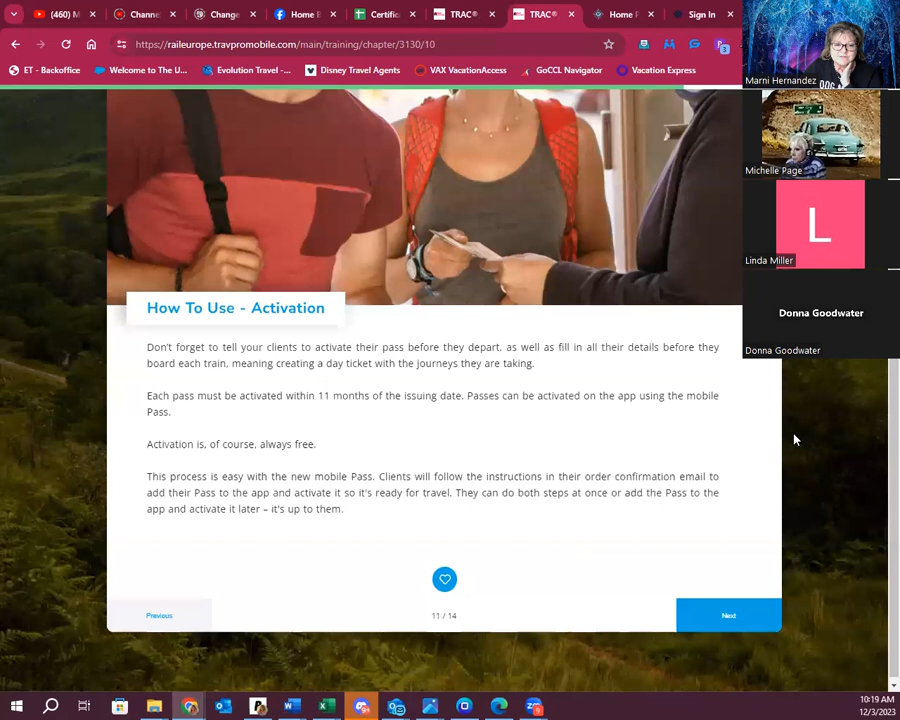 (460) M
Channe
Change
Home B
Certific
TRAC®
TRAC®
Home P
Sign In
https://raileurope.travpromobile.com/main/training/chapter/3130/10
3
ET - Backoffice
Welcome to The U...
Evolution Travel -...
Disney Travel Agents
VAX VacationAccess
GoCCL Navigator
Vacation Express
Marni Hernandez
Michelle Page
L
Linda Miller
Donna Goodwater
Donna Goodwater
How To Use - Activation
Don't forget to tell your clients to activate their pass before they depart, as well as fill in all their details before they
board each train, meaning creating a day ticket with the journeys they are taking.
Each pass must be activated within 11 months of the issuing date. Passes can be activated on the app using the mobile
Pass.
Activation is, of course, always free.
This process is easy with the new mobile Pass. Clients will follow the instructions in their order confirmation email to
add their Pass to the app and activate it so it's ready for travel. They can do both steps at once or add the Pass to the
app and activate it later – it's up to them.
Previous
11 / 14
Next
10:19 AM
12/3/2023